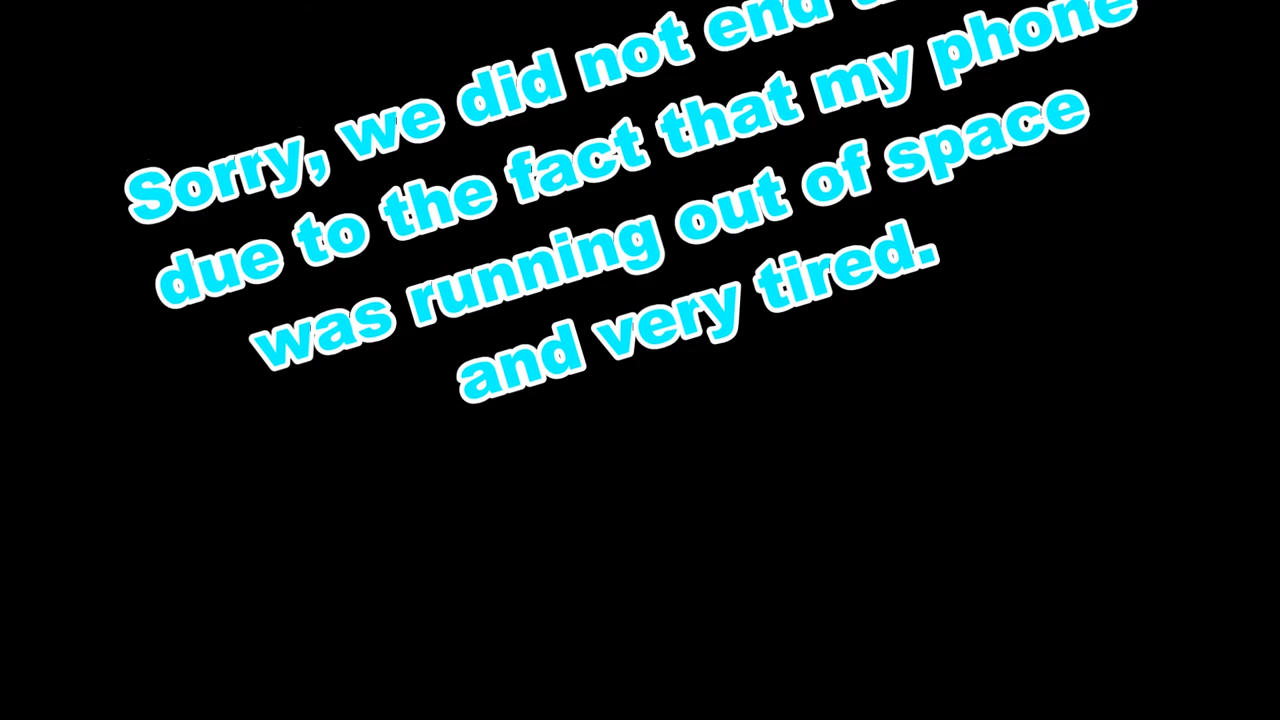 Sorry, we did not end
due to the fact that my phone
was running out of space
and very tired.